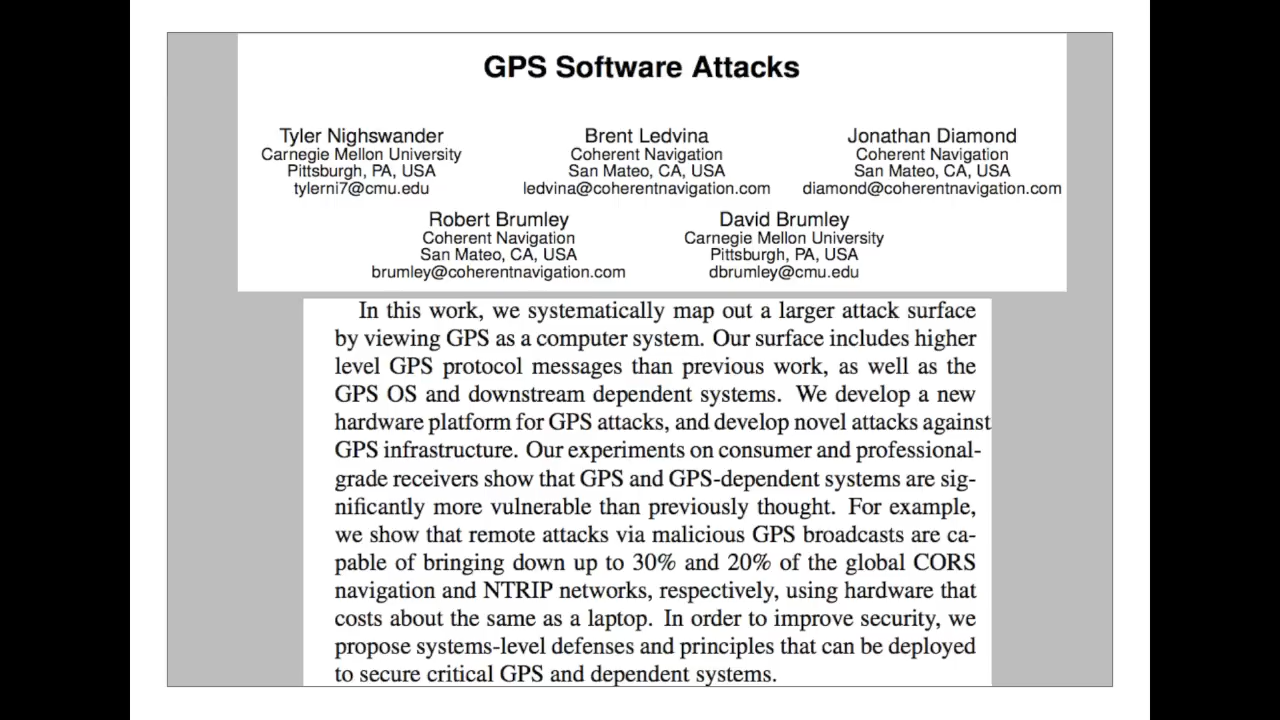 GPS Software Attacks
Tyler Nighswander
Carnegie Mellon University
Pittsburgh, PA, USA
tylerni7@cmu.edu
Brent Ledvina
Coherent Navigation
San Mateo, CA, USA
ledvina@coherentnavigation.com
Jonathan Diamond
Coherent Navigation
San Mateo, CA, USA
diamond@coherentnavigation.com
Robert Brumley
Coherent Navigation
San Mateo, CA, USA
brumley@coherentnavigation.com
David Brumley
Carnegie Mellon University
Pittsburgh, PA, USA
dbrumley@cmu.edu
In this work, we systematically map out a larger attack surface
by viewing GPS as a computer system. Our surface includes higher
level GPS protocol messages than previous work, as well as the
GPS OS and downstream dependent systems. We develop a new
hardware platform for GPS attacks, and develop novel attacks against
GPS infrastructure. Our experiments on consumer and professional-
grade receivers show that GPS and GPS-dependent systems are sig-
nificantly more vulnerable than previously thought. For example,
we show that remote attacks via malicious GPS broadcasts are ca-
pable of bringing down up to 30% and 20% of the global CORS
navigation and NTRIP networks, respectively, using hardware that
costs about the same as a laptop. In order to improve security, we
propose systems-level defenses and principles that can be deployed
to secure critical GPS and dependent systems.